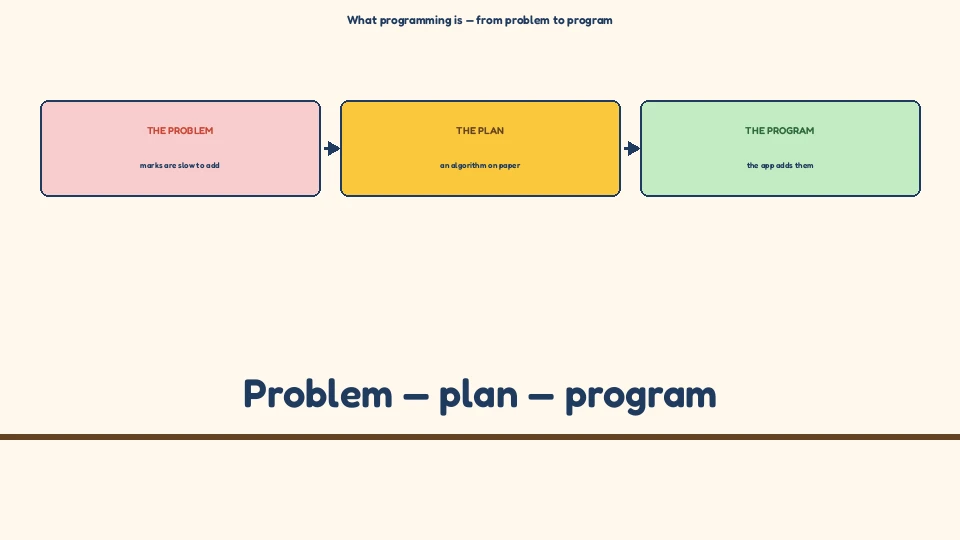 What programming is – from problem to program
THE PROBLEM
marks are slow to add
THE PLAN
an algorithm on paper
THE PROGRAM
the app adds them
Problem – plan – program